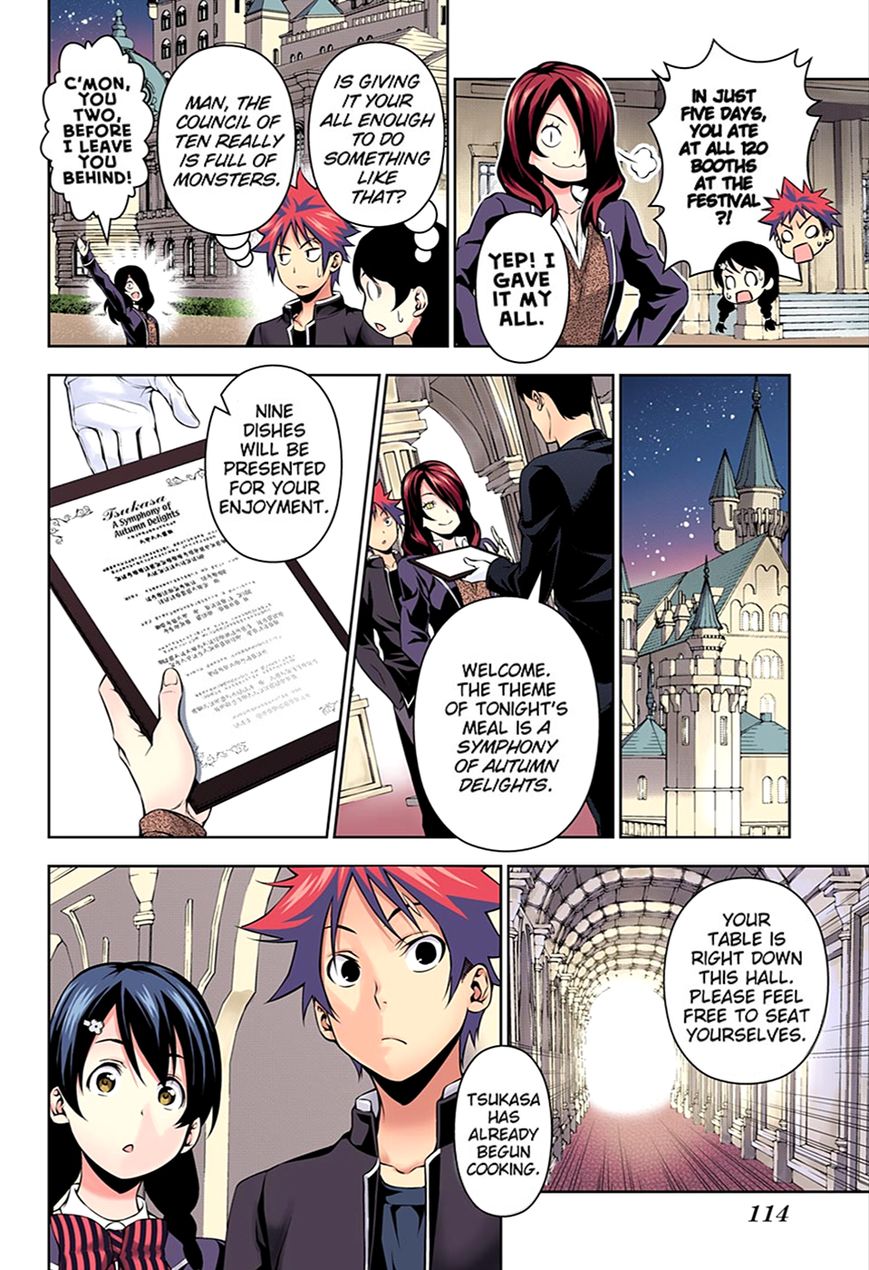 IN JUST
FIVE DAYS,
YOU ATE
AT ALL 120
BOOTHS
AT THE
FESTIVAL
?!
YEP! I
GAVE
IT MY
ALL.
IS GIVING
IT YOUR
ALL ENOUGH
TO DO
SOMETHING
LIKE
THAT?
MAN, THE
COUNCIL OF
TEN REALLY
IS FULL OF
MONSTERS.
C'MON,
YOU
TWO,
BEFORE
I LEAVE
YOU
BEHIND!
WELCOME.
THE THEME
OF TONIGHT'S
MEAL IS A
SYMPHONY
OF AUTUMN
DELIGHTS.
NINE
DISHES
WILL BE
PRESENTED
FOR YOUR
ENJOYMENT.
Tsukasa
A Symphony of
Autumn Delights
YOUR
TABLE IS
RIGHT DOWN
THIS HALL.
PLEASE FEEL
FREE TO SEAT
YOURSELVES.
TSUKASA
HAS
ALREADY
BEGUN
COOKING.
114